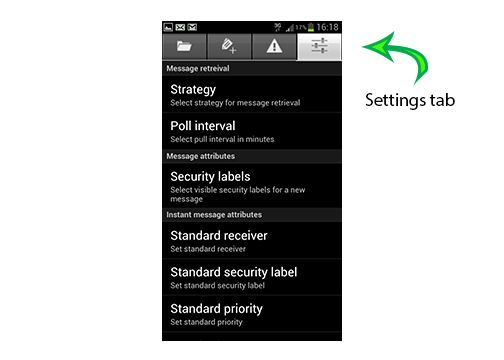 3G 37% 16:18
Settings tab
Message retreival
Strategy
Select strategy for message retrieval
Poll interval
Select pull interval in minutes
Message attributes
Security labels
Select visible security labels for a new
message
Instant message attributes
Standard receiver
Set standard receiver
Standard security label
Set standard security label
Standard priority
Set standard priority